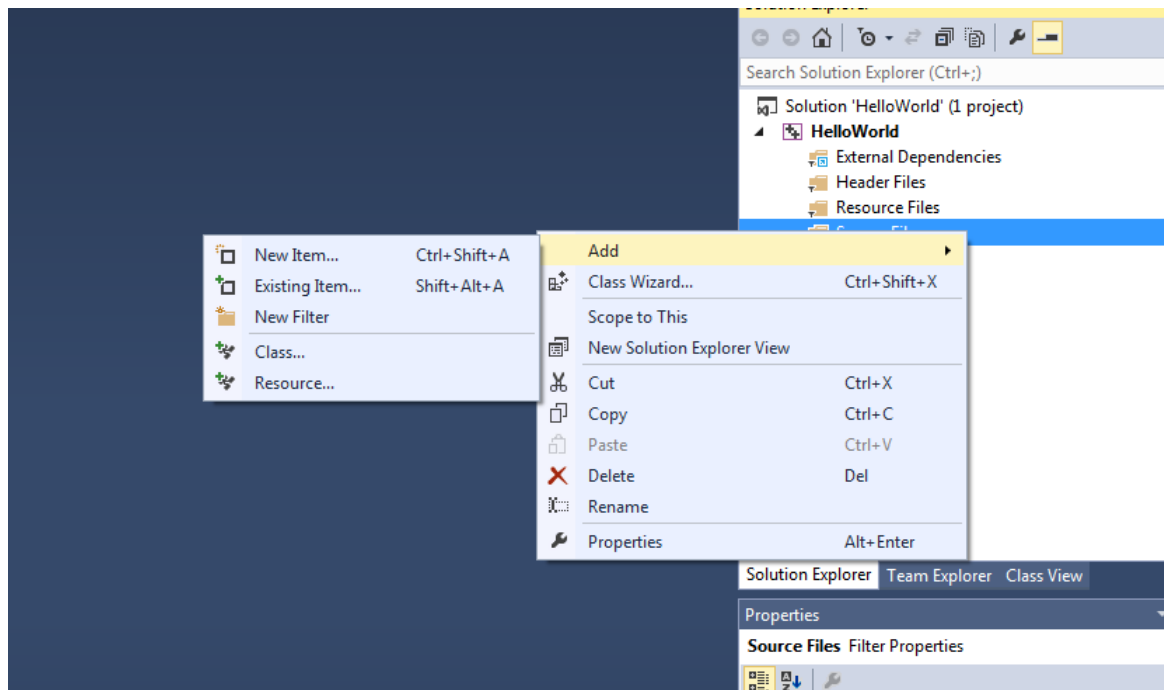 Search Solution Explorer (Ctrl+;)
Solution 'HelloWorld' (1 project)
HelloWorld
External Dependencies
Header Files
Resource Files
Add
Class Wizard... Ctrl+Shift+X
Scope to This
New Solution Explorer View
Cut Ctrl+X
Copy Ctrl+C
Paste Ctrl+V
Delete Del
Rename
Properties Alt+Enter
New Item... Ctrl+Shift+A
Existing Item... Shift+Alt+A
New Filter
Class...
Resource...
Solution Explorer Team Explorer Class View
Properties
Source Files Filter Properties